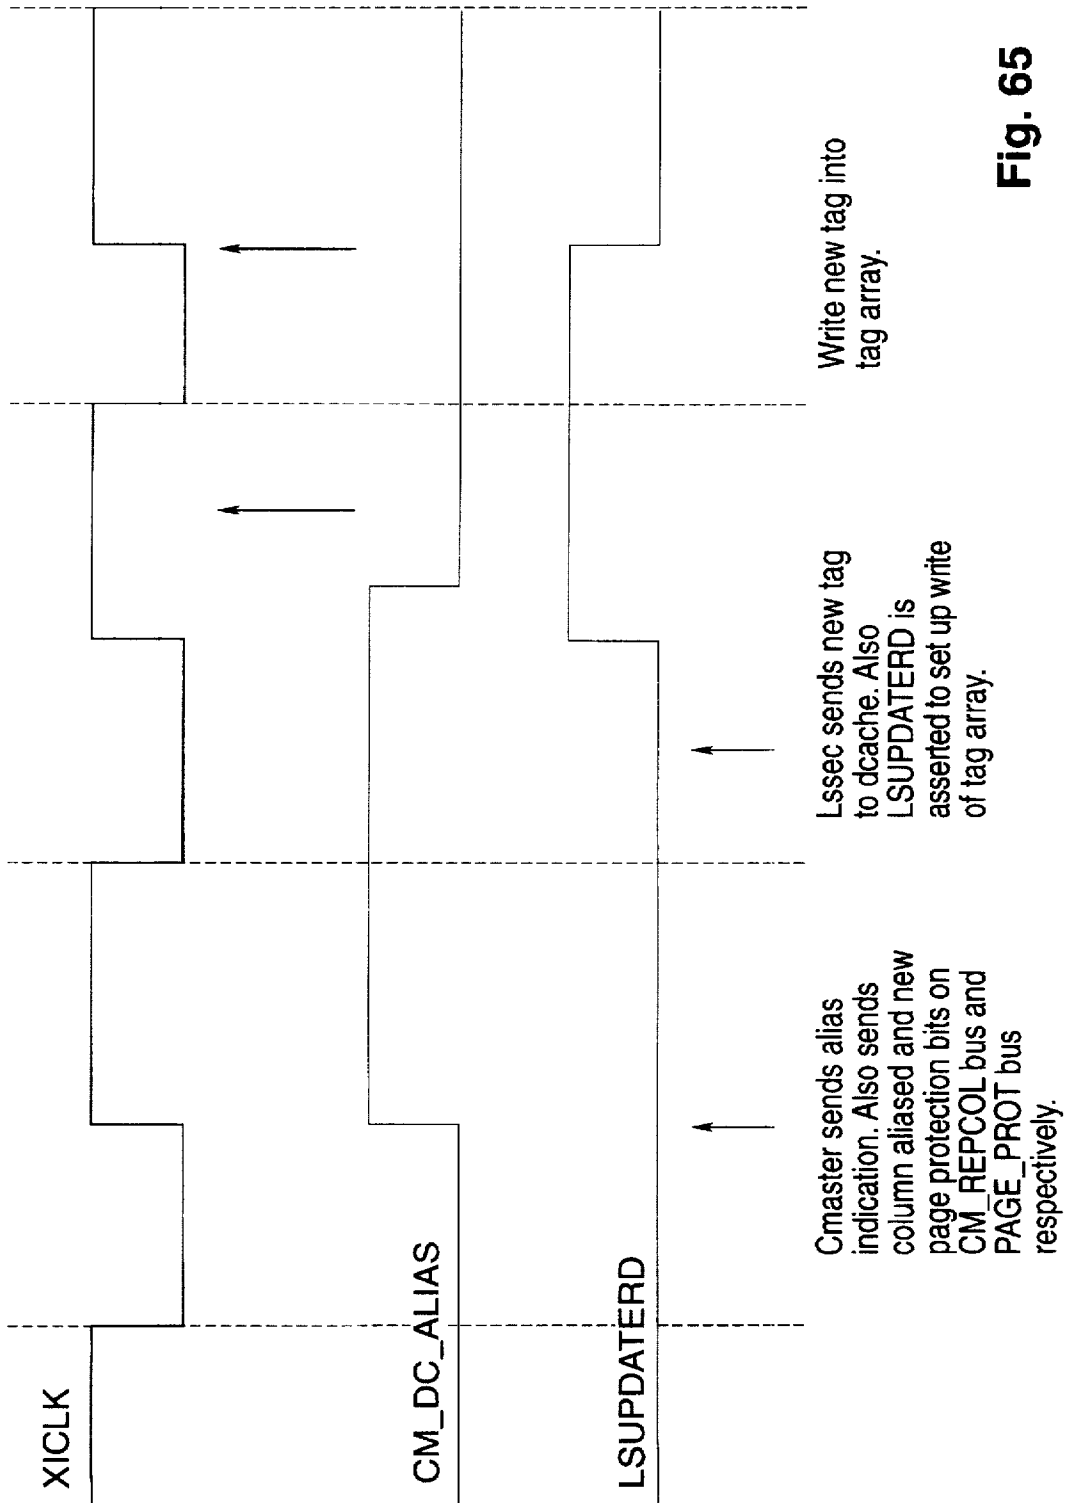 XICLK
CM_DC_ALIAS
LSUPDATERD
Cmaster sends alias
indication. Also sends
column aliased and new
page protection bits on
CM_REPCOL bus and
PAGE_PROT bus
respectively.
Lssec sends new tag
to dcache. Also
LSUPDATERD is
asserted to set up write
of tag array.
Write new tag into
tag array.
Fig. 65